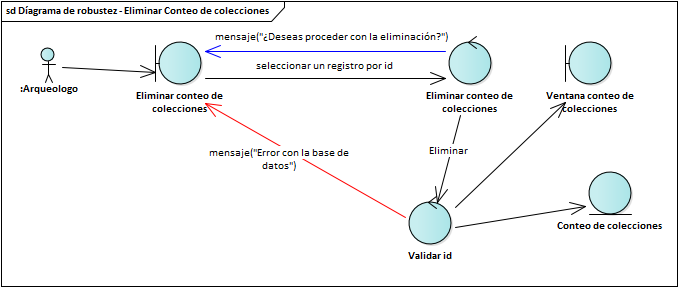 sd Diagrama de robustez - Eliminar Conteo de colecciones
mensaje("¿Deseas proceder con la eliminación?")
seleccionar un registro por id
:Arqueologo
Eliminar conteo de
colecciones
Eliminar conteo de
colecciones
Ventana conteo de
colecciones
mensaje("Error con la base de
datos")
Eliminar
Conteo de colecciones
Validar id